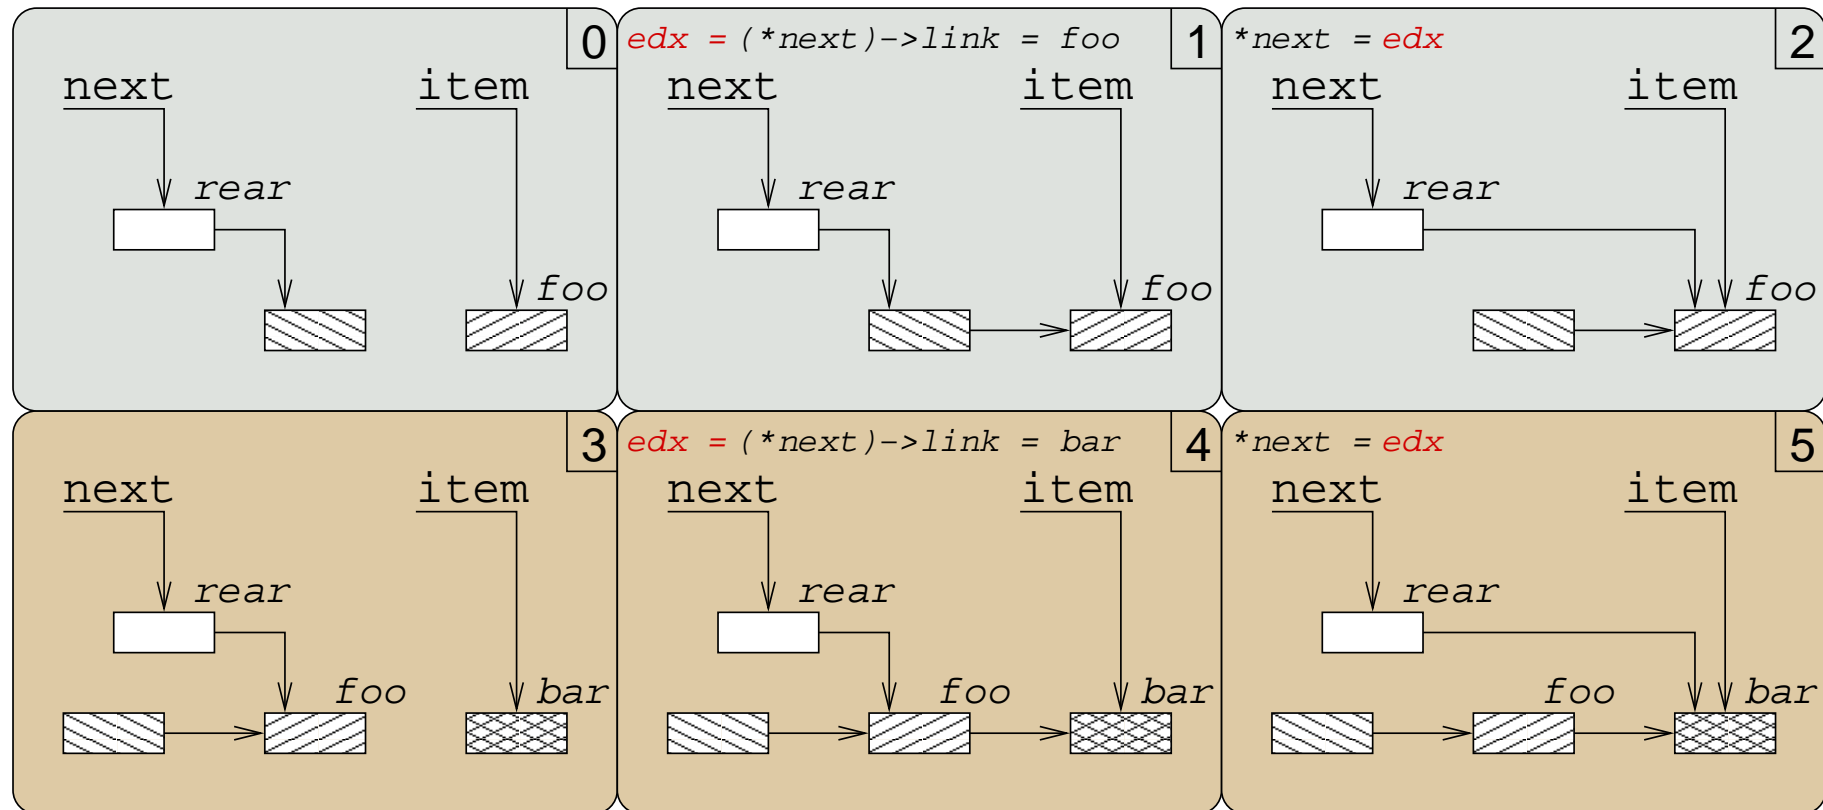 0
next item
rear
foo
edx = (*next)->link = foo 1
next item
rear
foo
*next = edx 2
next item
rear
foo
3
next item
rear
foo bar
edx = (*next)->link = bar 4
next item
rear
foo bar
*next = edx 5
next item
rear
foo bar